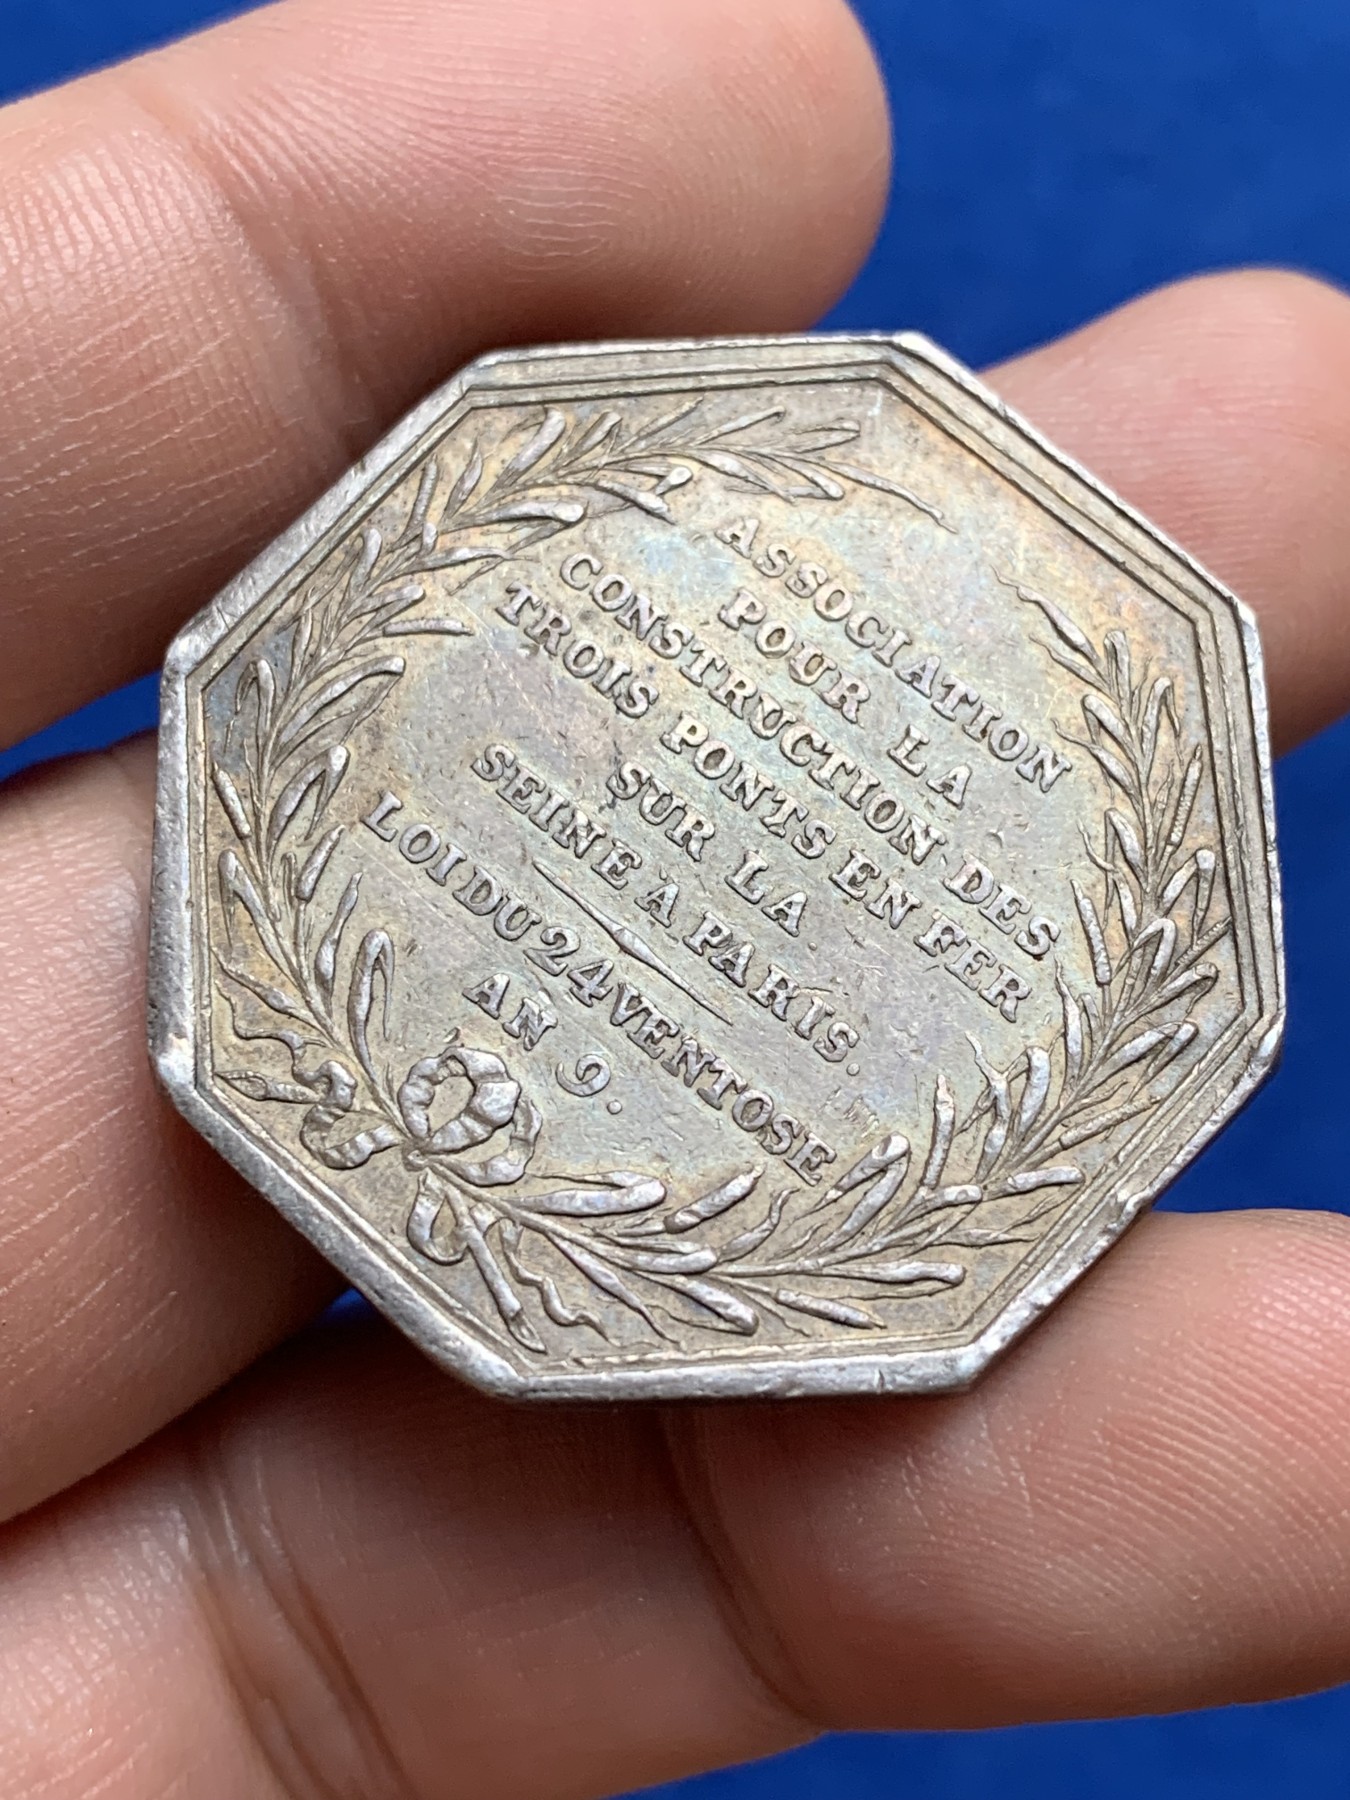 ASSOCIATION
POUR LA
CONSTRUCTION DES
TROIS PONTS EN FER
SUR LA
SEINE A PARIS.
LOI DU 24 VENTOSE
AN 9.